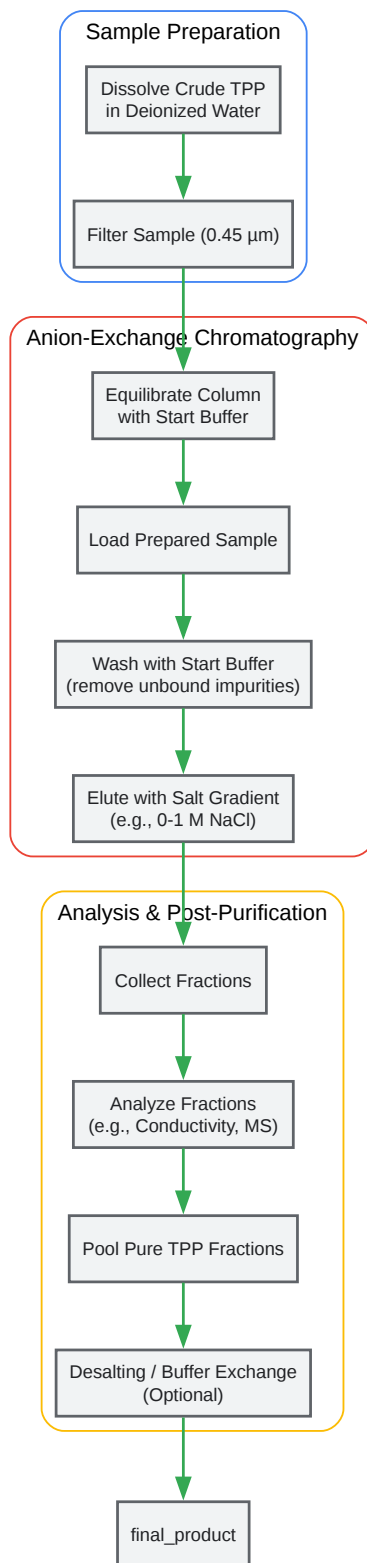 Sample Preparation
Dissolve Crude TPP
in Deionized Water
Filter Sample (0.45 µm)
Anion-Exchange Chromatography
Equilibrate Column
with Start Buffer
Load Prepared Sample
Wash with Start Buffer
(remove unbound impurities)
Elute with Salt Gradient
(e.g., 0-1 M NaCl)
Analysis & Post-Purification
Collect Fractions
Analyze Fractions
(e.g., Conductivity, MS)
Pool Pure TPP Fractions
Desalting / Buffer Exchange
(Optional)
final_product